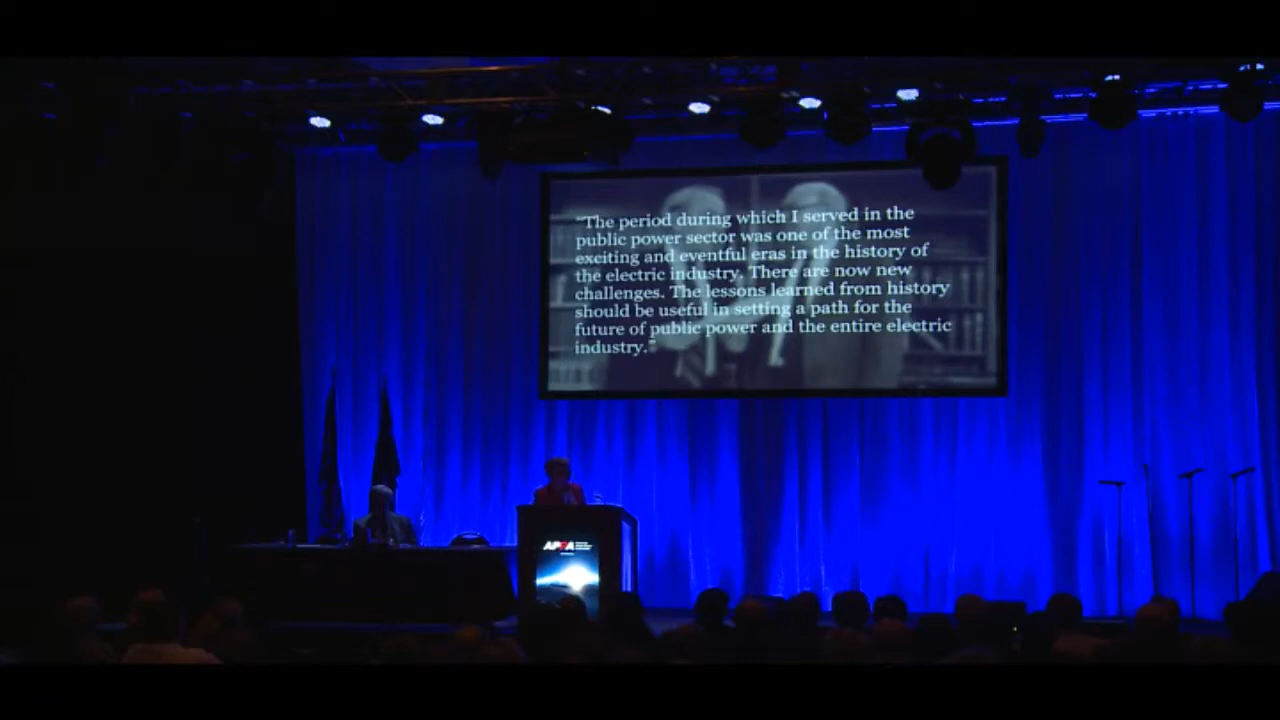 "The period during which I served in the
public power sector was one of the most
exciting and eventful eras in the history of
the electric industry. There are now new
challenges. The lessons learned from history
should be useful in setting a path for the
future of public power and the entire electric
industry."
APPA